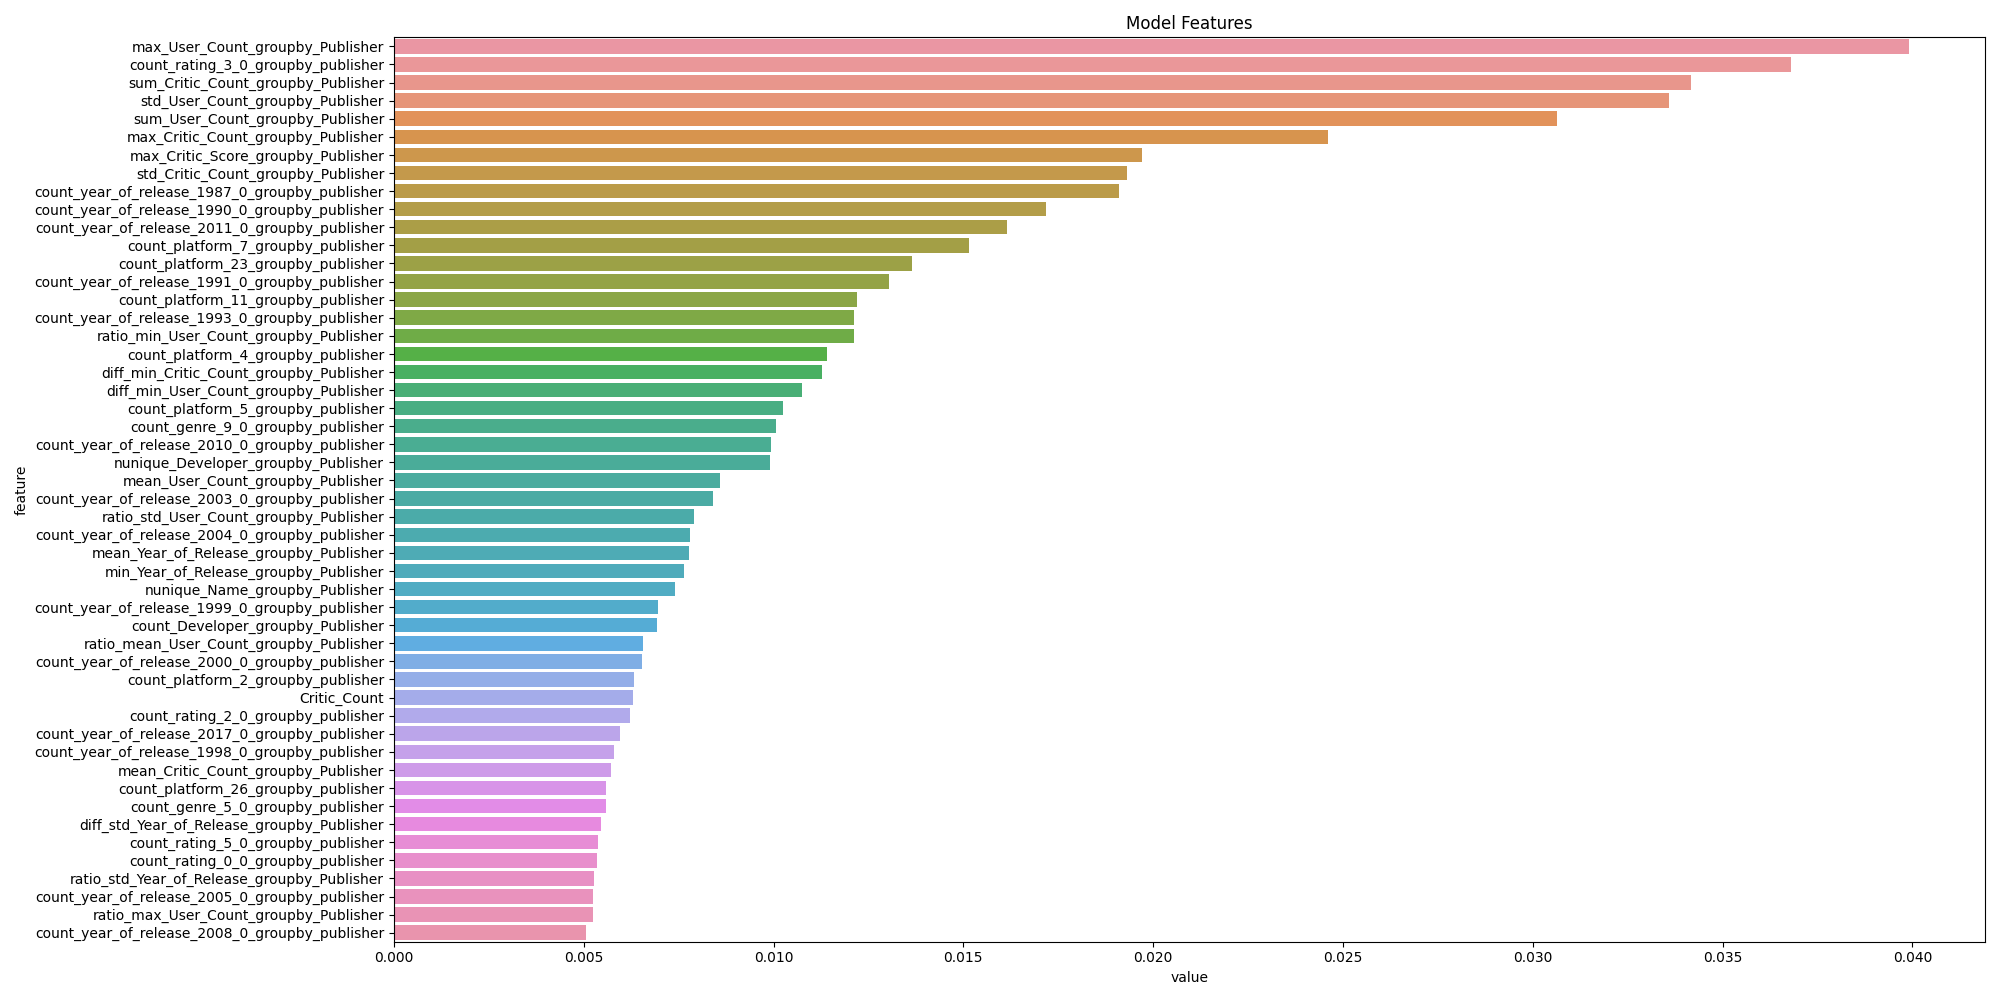 Model Features
max_User_Count_groupby_Publisher
count_rating_3_0_groupby_publisher
sum_Critic_Count_groupby_Publisher
std_User_Count_groupby_Publisher
sum_User_Count_groupby_Publisher
max_Critic_Count_groupby_Publisher
max_Critic_Score_groupby_Publisher
std_Critic_Count_groupby_Publisher
count_year_of_release_1987_0_groupby_publisher
count_year_of_release_1990_0_groupby_publisher
count_year_of_release_2011_0_groupby_publisher
count_platform_7_groupby_publisher
count_platform_23_groupby_publisher
count_year_of_release_1991_0_groupby_publisher
count_platform_11_groupby_publisher
count_year_of_release_1993_0_groupby_publisher
ratio_min_User_Count_groupby_Publisher
count_platform_4_groupby_publisher
diff_min_Critic_Count_groupby_Publisher
diff_min_User_Count_groupby_Publisher
count_platform_5_groupby_publisher
count_genre_9_0_groupby_publisher
count_year_of_release_2010_0_groupby_publisher
nunique_Developer_groupby_Publisher
mean_User_Count_groupby_Publisher
count_year_of_release_2003_0_groupby_publisher
ratio_std_User_Count_groupby_Publisher
count_year_of_release_2004_0_groupby_publisher
mean_Year_of_Release_groupby_Publisher
min_Year_of_Release_groupby_Publisher
nunique_Name_groupby_Publisher
count_year_of_release_1999_0_groupby_publisher
count_Developer_groupby_Publisher
ratio_mean_User_Count_groupby_Publisher
count_year_of_release_2000_0_groupby_publisher
count_platform_2_groupby_publisher
Critic_Count
count_rating_2_0_groupby_publisher
count_year_of_release_2017_0_groupby_publisher
count_year_of_release_1998_0_groupby_publisher
mean_Critic_Count_groupby_Publisher
count_platform_26_groupby_publisher
count_genre_5_0_groupby_publisher
diff_std_Year_of_Release_groupby_Publisher
count_rating_5_0_groupby_publisher
count_rating_0_0_groupby_publisher
ratio_std_Year_of_Release_groupby_Publisher
count_year_of_release_2005_0_groupby_publisher
ratio_max_User_Count_groupby_Publisher
count_year_of_release_2008_0_groupby_publisher
feature
0.000 0.005 0.010 0.015 0.020 0.025 0.030 0.035 0.040
value